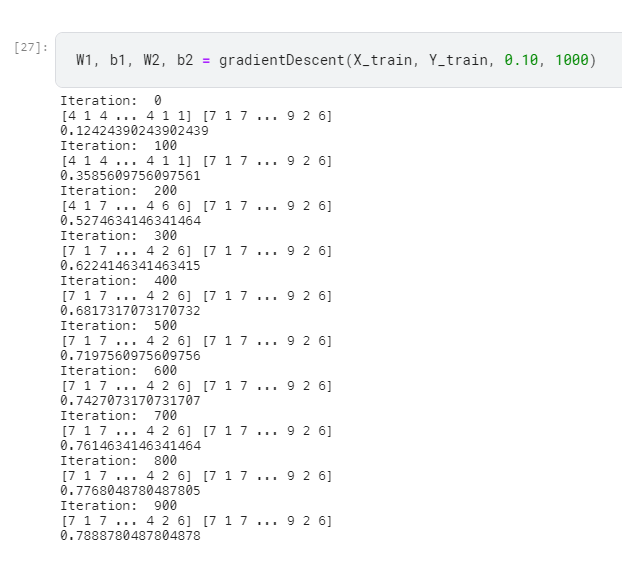 [27]:
W1, b1, W2, b2 = gradientDescent(X_train, Y_train, 0.10, 1000)
Iteration:  0
[4 1 4 ... 4 1 1] [7 1 7 ... 9 2 6]
0.12424390243902439
Iteration:  100
[4 1 4 ... 4 1 1] [7 1 7 ... 9 2 6]
0.3585609756097561
Iteration:  200
[4 1 7 ... 4 6 6] [7 1 7 ... 9 2 6]
0.5274634146341464
Iteration:  300
[7 1 7 ... 4 2 6] [7 1 7 ... 9 2 6]
0.6224146341463415
Iteration:  400
[7 1 7 ... 4 2 6] [7 1 7 ... 9 2 6]
0.6817317073170732
Iteration:  500
[7 1 7 ... 4 2 6] [7 1 7 ... 9 2 6]
0.7197560975609756
Iteration:  600
[7 1 7 ... 4 2 6] [7 1 7 ... 9 2 6]
0.7427073170731707
Iteration:  700
[7 1 7 ... 4 2 6] [7 1 7 ... 9 2 6]
0.7614634146341464
Iteration:  800
[7 1 7 ... 4 2 6] [7 1 7 ... 9 2 6]
0.7768048780487805
Iteration:  900
[7 1 7 ... 4 2 6] [7 1 7 ... 9 2 6]
0.7888780487804878